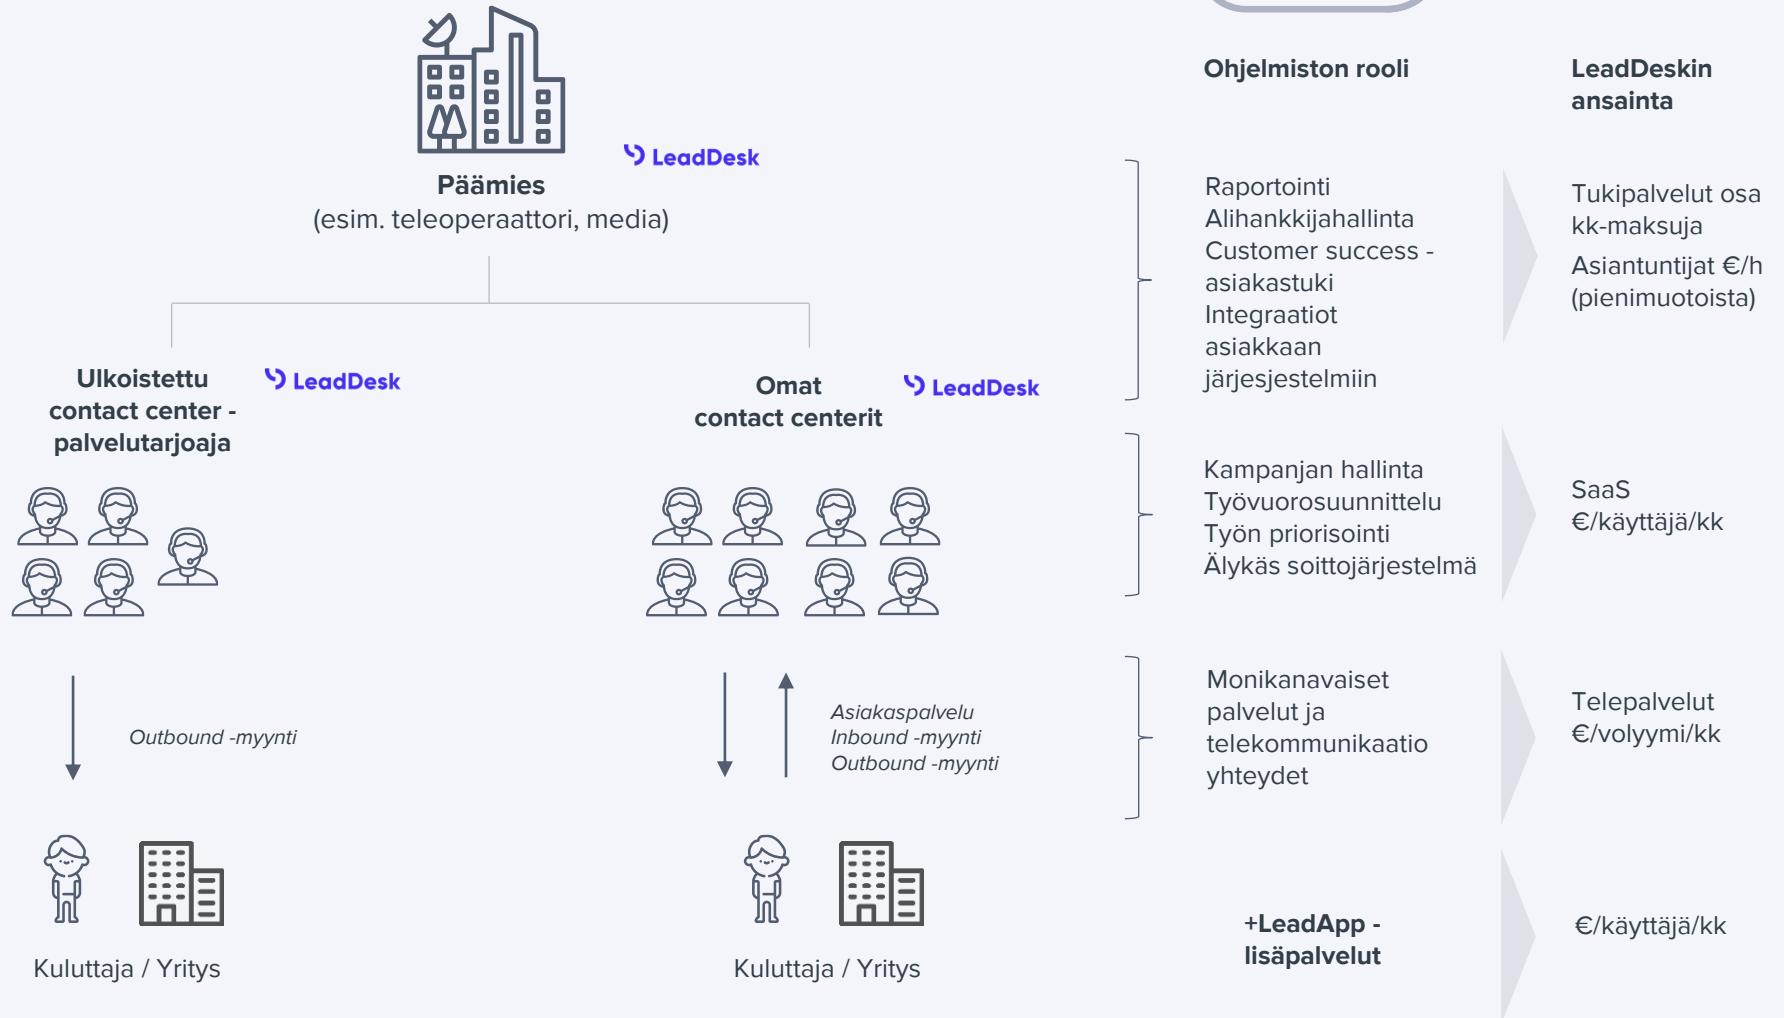 Ohjelmiston rooli
LeadDeskin
ansainta
LeadDesk
Päämies
(esim. teleoperaattori, media)
Raportointi
Alihankkijahallinta
Customer success -
asiakastuki
Integraatiot
asiakkaan
järjesjestelmiin
Tukipalvelut osa
kk-maksuja
Asiantuntijat €/h
(pienimuotoista)
Ulkoistettu
contact center -
palvelutarjoaja
LeadDesk
Omat
contact centerit
LeadDesk
Kampanjan hallinta
Työvuorosuunnittelu
Työn priorisointi
Älykäs soittojärjestelmä
SaaS
€/käyttäjä/kk
Outbound -myynti
Asiakaspalvelu
Inbound -myynti
Outbound -myynti
Monikanavaiset
palvelut ja
telekommunikaatio
yhteydet
Telepalvelut
€/volyymi/kk
Kuluttaja / Yritys
Kuluttaja / Yritys
+LeadApp -
lisäpalvelut
€/käyttäjä/kk